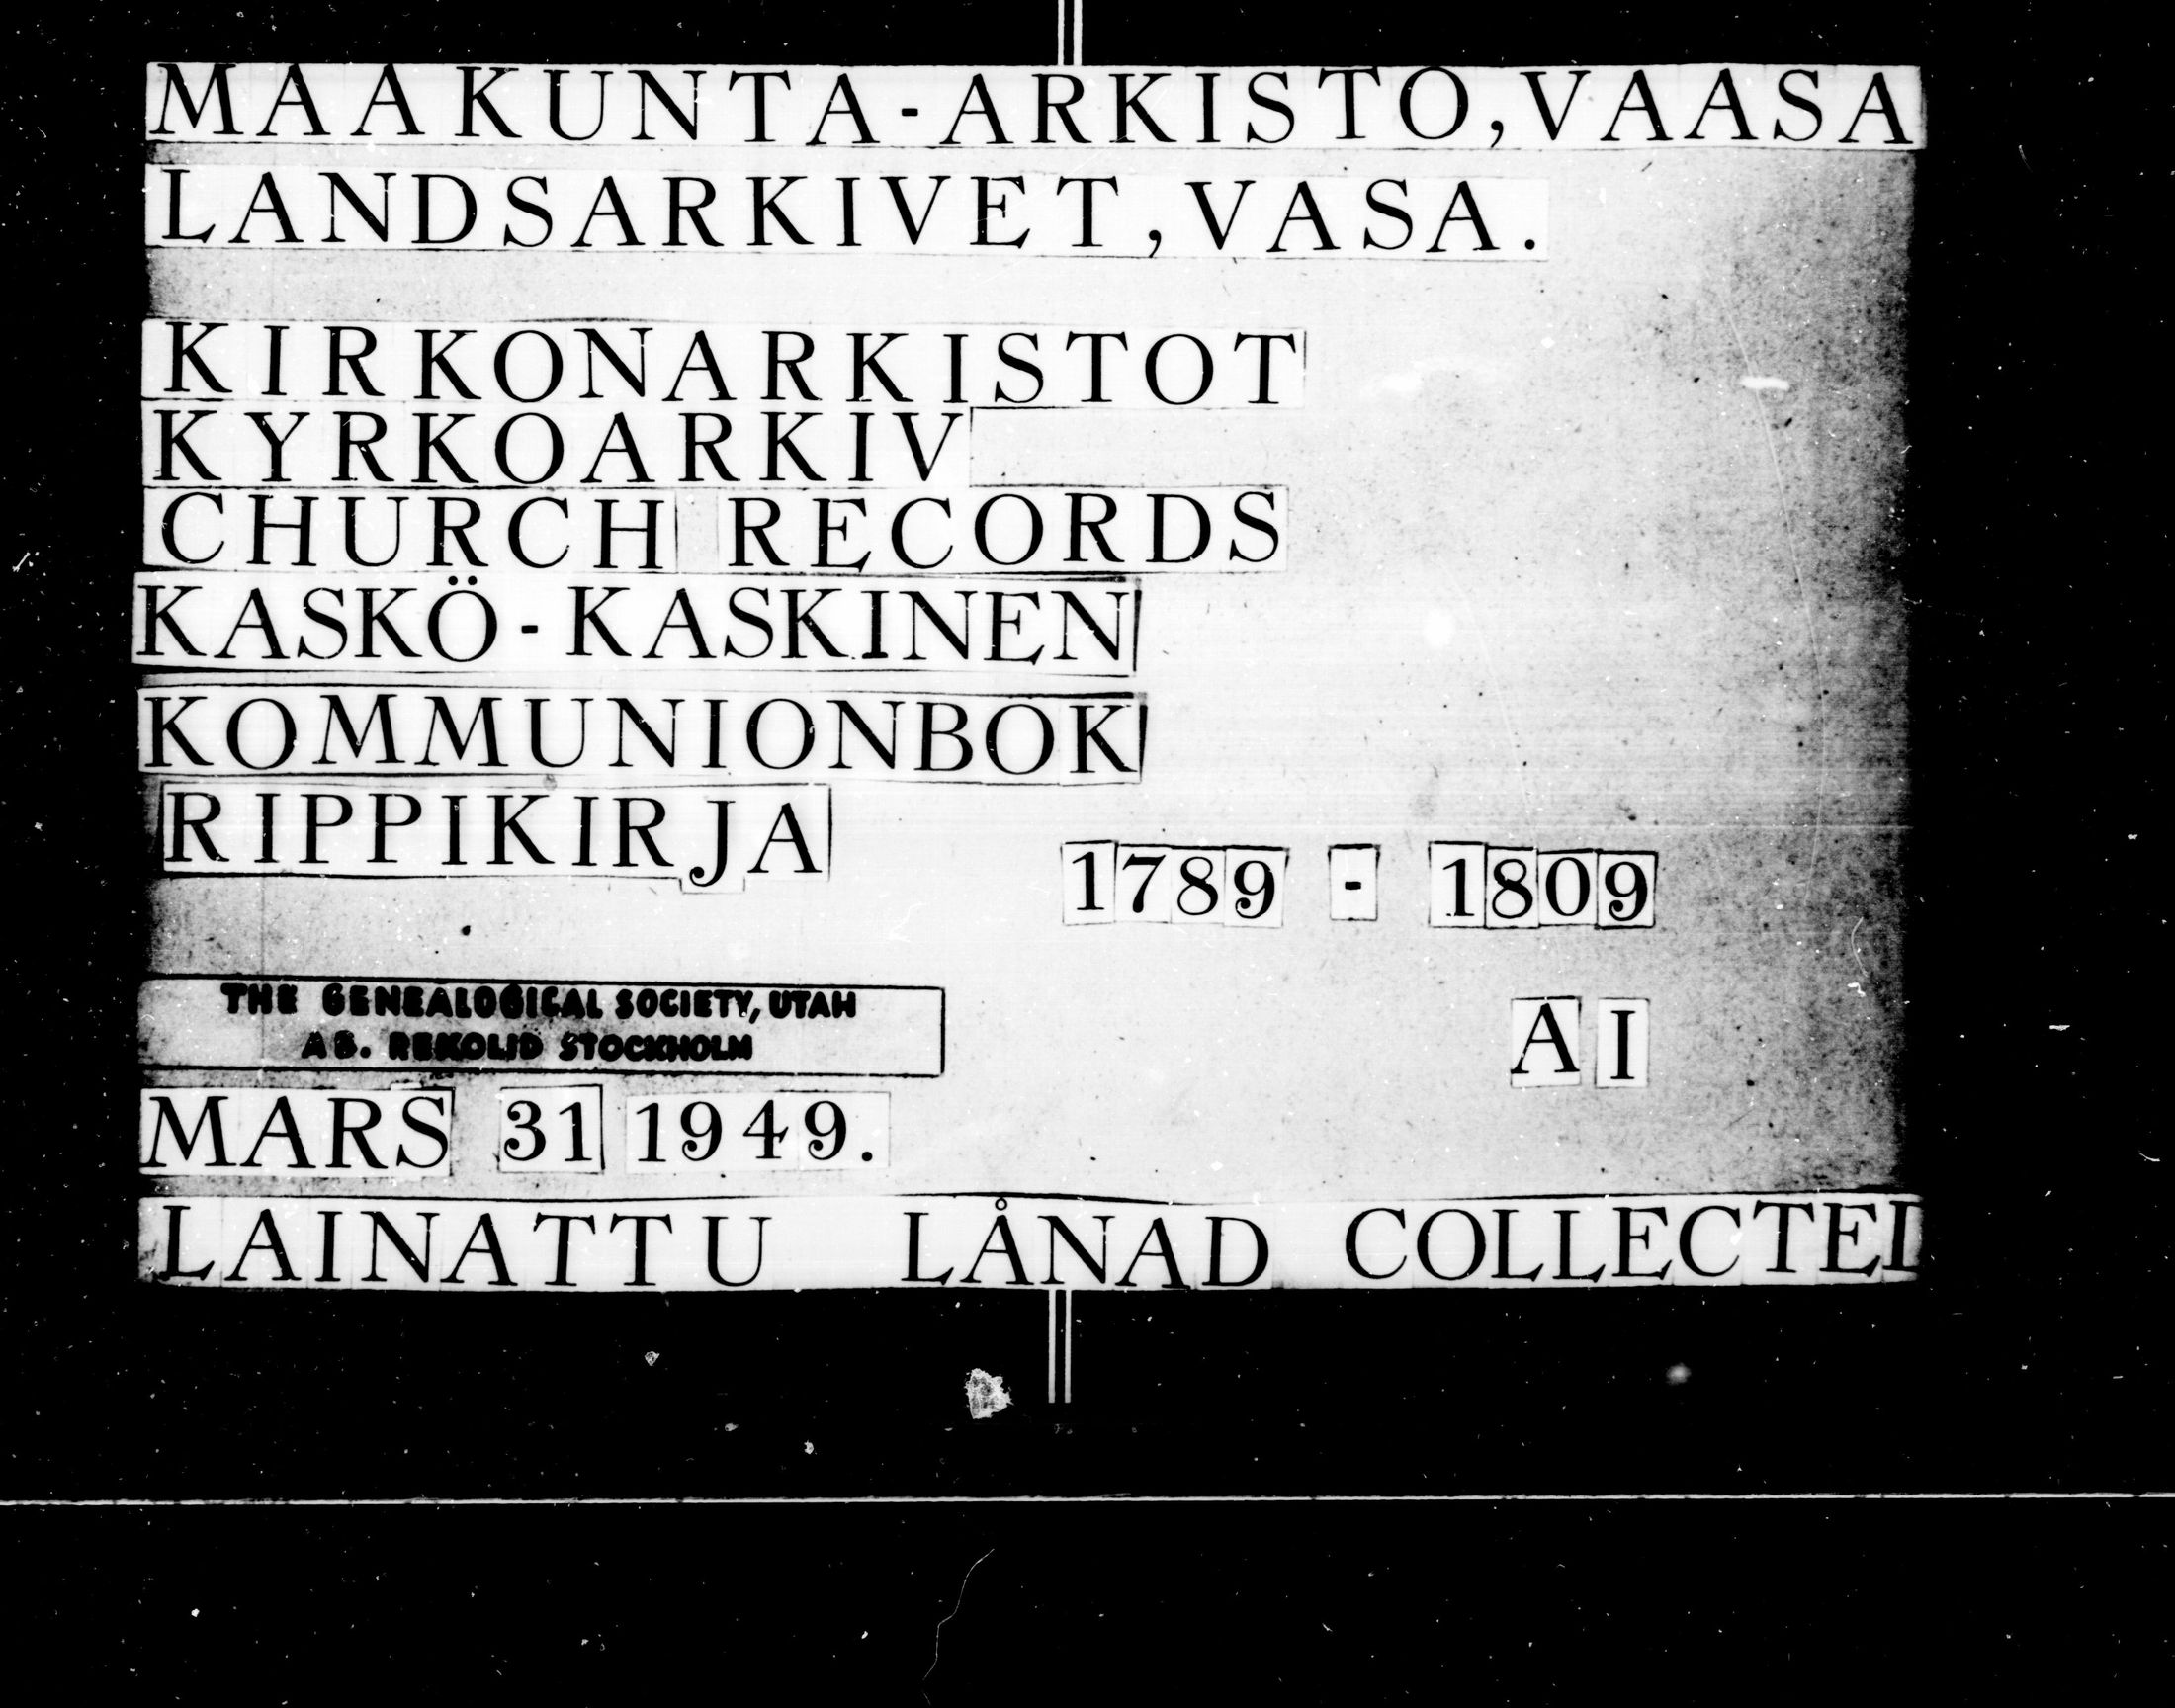 MAAKUNTA-ARKISTO,VAASA
LANDSARKIVET,VASA.
KIRKONARKISTOT
KYRKOARKIV
CHURCH RECORDS
KASKÖ-KASKINEN
KOMMUNIONBOK
RIPPIKIRJA
1789 - 1809
THE GENEALOGICAL SOCIETY, UTAH
AB. REKOLID STOCKHOLM
A I
MARS 31 1949.
LAINATTU LÅNAD COLLECTED